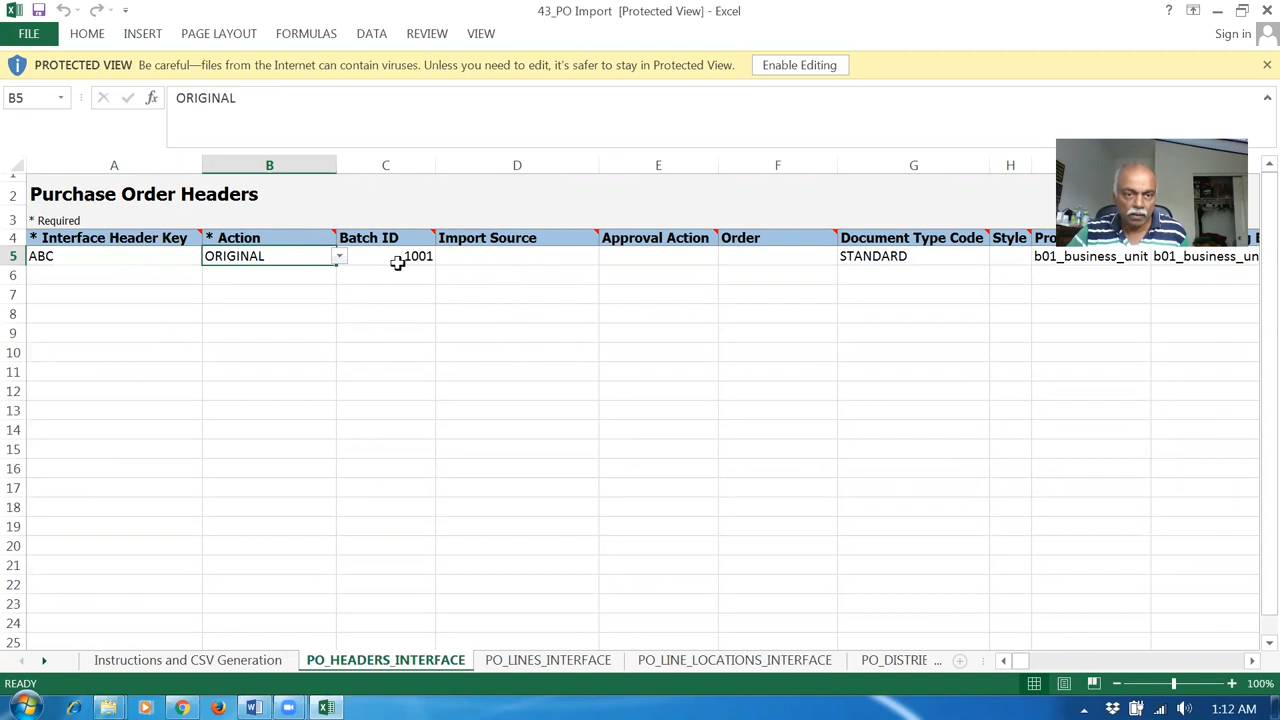 43_PO Import [Protected View] - Excel
FILE HOME INSERT PAGE LAYOUT FORMULAS DATA REVIEW VIEW Sign in
PROTECTED VIEW Be careful—files from the Internet can contain viruses. Unless you need to edit, it's safer to stay in Protected View. Enable Editing
B5 fx ORIGINAL
A B C D E F G H
1
2 Purchase Order Headers
3 * Required
4 * Interface Header Key * Action Batch ID Import Source Approval Action Order Document Type Code Style Pro
5 ABC ORIGINAL 1001 STANDARD b01_business_unit b01_business_un
6
7
8
9
10
11
12
13
14
15
16
17
18
19
20
21
22
23
24
25
Instructions and CSV Generation PO_HEADERS_INTERFACE PO_LINES_INTERFACE PO_LINE_LOCATIONS_INTERFACE PO_DISTRIE ...
READY 100%
1:12 AM